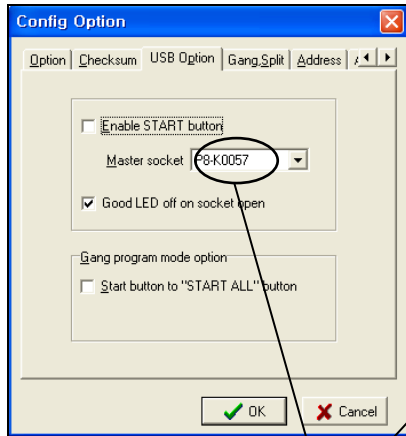 Config Option
Option Checksum USB Option Gang,Split Address
Enable START button
Master socket P8-K0057
Good LED off on socket open
Gang program mode option
Start button to "START ALL" button
OK Cancel